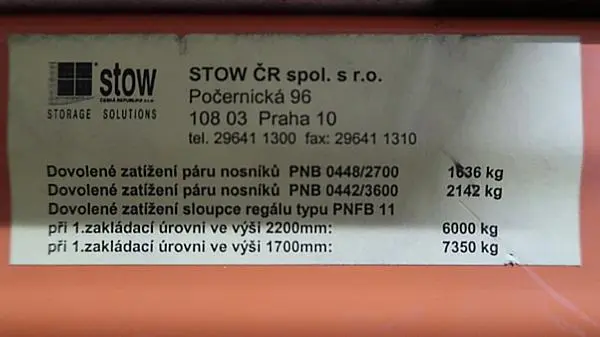 stow
ČESKÁ REPUBLIKA s.r.o.
STORAGE SOLUTIONS
STOW ČR spol. s r.o.
Počernická 96
108 03 Praha 10
tel. 29641 1300 fax: 29641 1310
Dovolené zatížení páru nosníků PNB 0448/2700 1636 kg
Dovolené zatížení páru nosníků PNB 0442/3600 2142 kg
Dovolené zatížení sloupce regálu typu PNFB 11
při 1.zakládací úrovni ve výši 2200mm: 6000 kg
při 1.zakládací úrovni ve výši 1700mm: 7350 kg